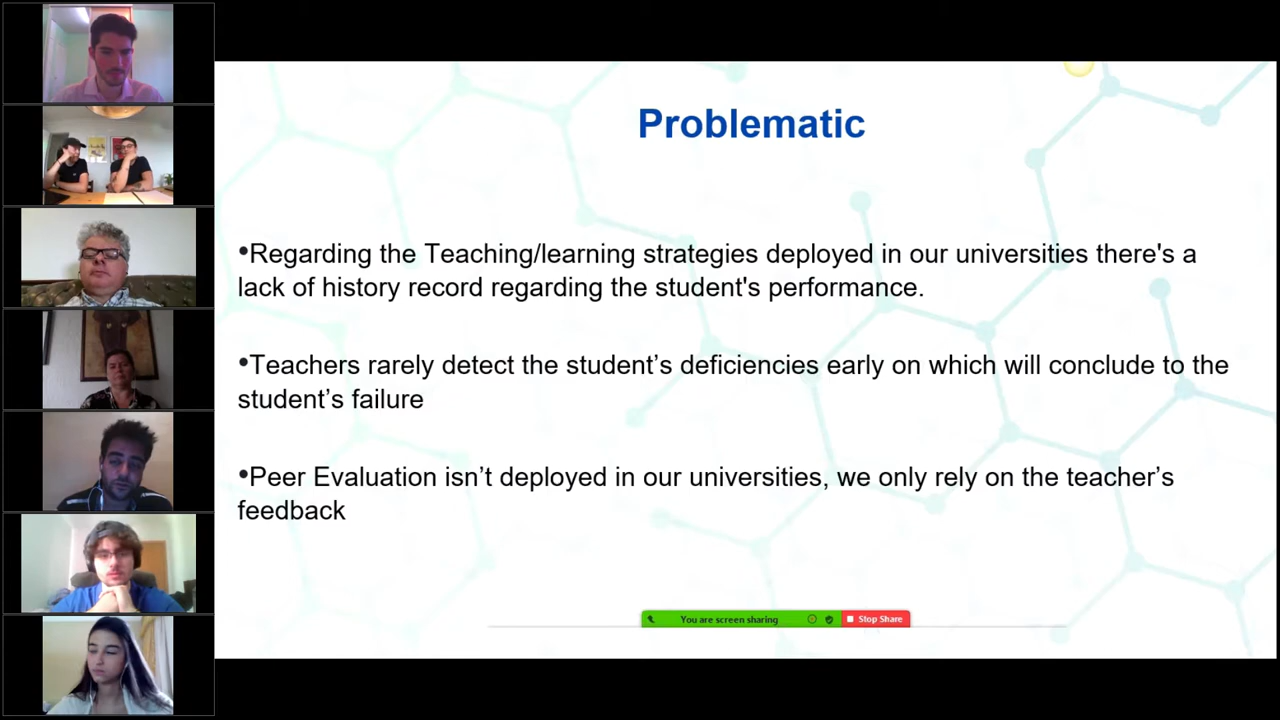 Problematic
•Regarding the Teaching/learning strategies deployed in our universities there's a
lack of history record regarding the student's performance.
•Teachers rarely detect the student’s deficiencies early on which will conclude to the
student’s failure
•Peer Evaluation isn’t deployed in our universities, we only rely on the teacher’s
feedback
You are screen sharing
Stop Share